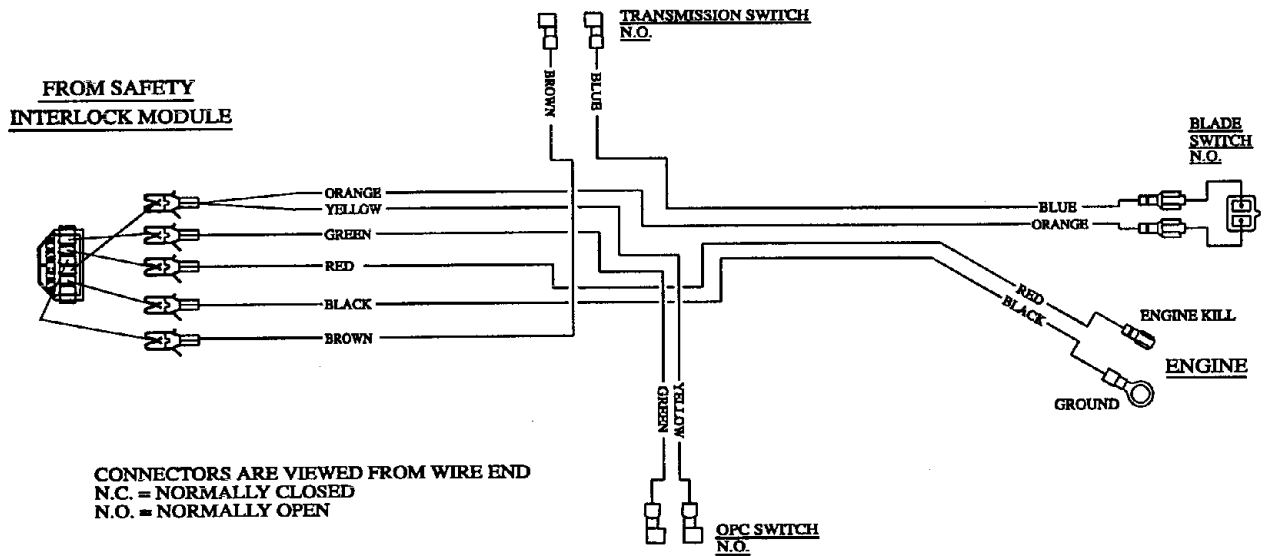 TRANSMISSION SWITCH
N.O.
BROWN
BLUE
FROM SAFETY
INTERLOCK MODULE
BLADE
SWITCH
N.O.
ORANGE
YELLOW
GREEN
RED
BLACK
BROWN
BLUE
ORANGE
RED
BLACK
ENGINE KILL
ENGINE
GROUND
GREEN
YELLOW
CONNECTORS ARE VIEWED FROM WIRE END
N.C. = NORMALLY CLOSED
N.O. = NORMALLY OPEN
OPC SWITCH
N.O.